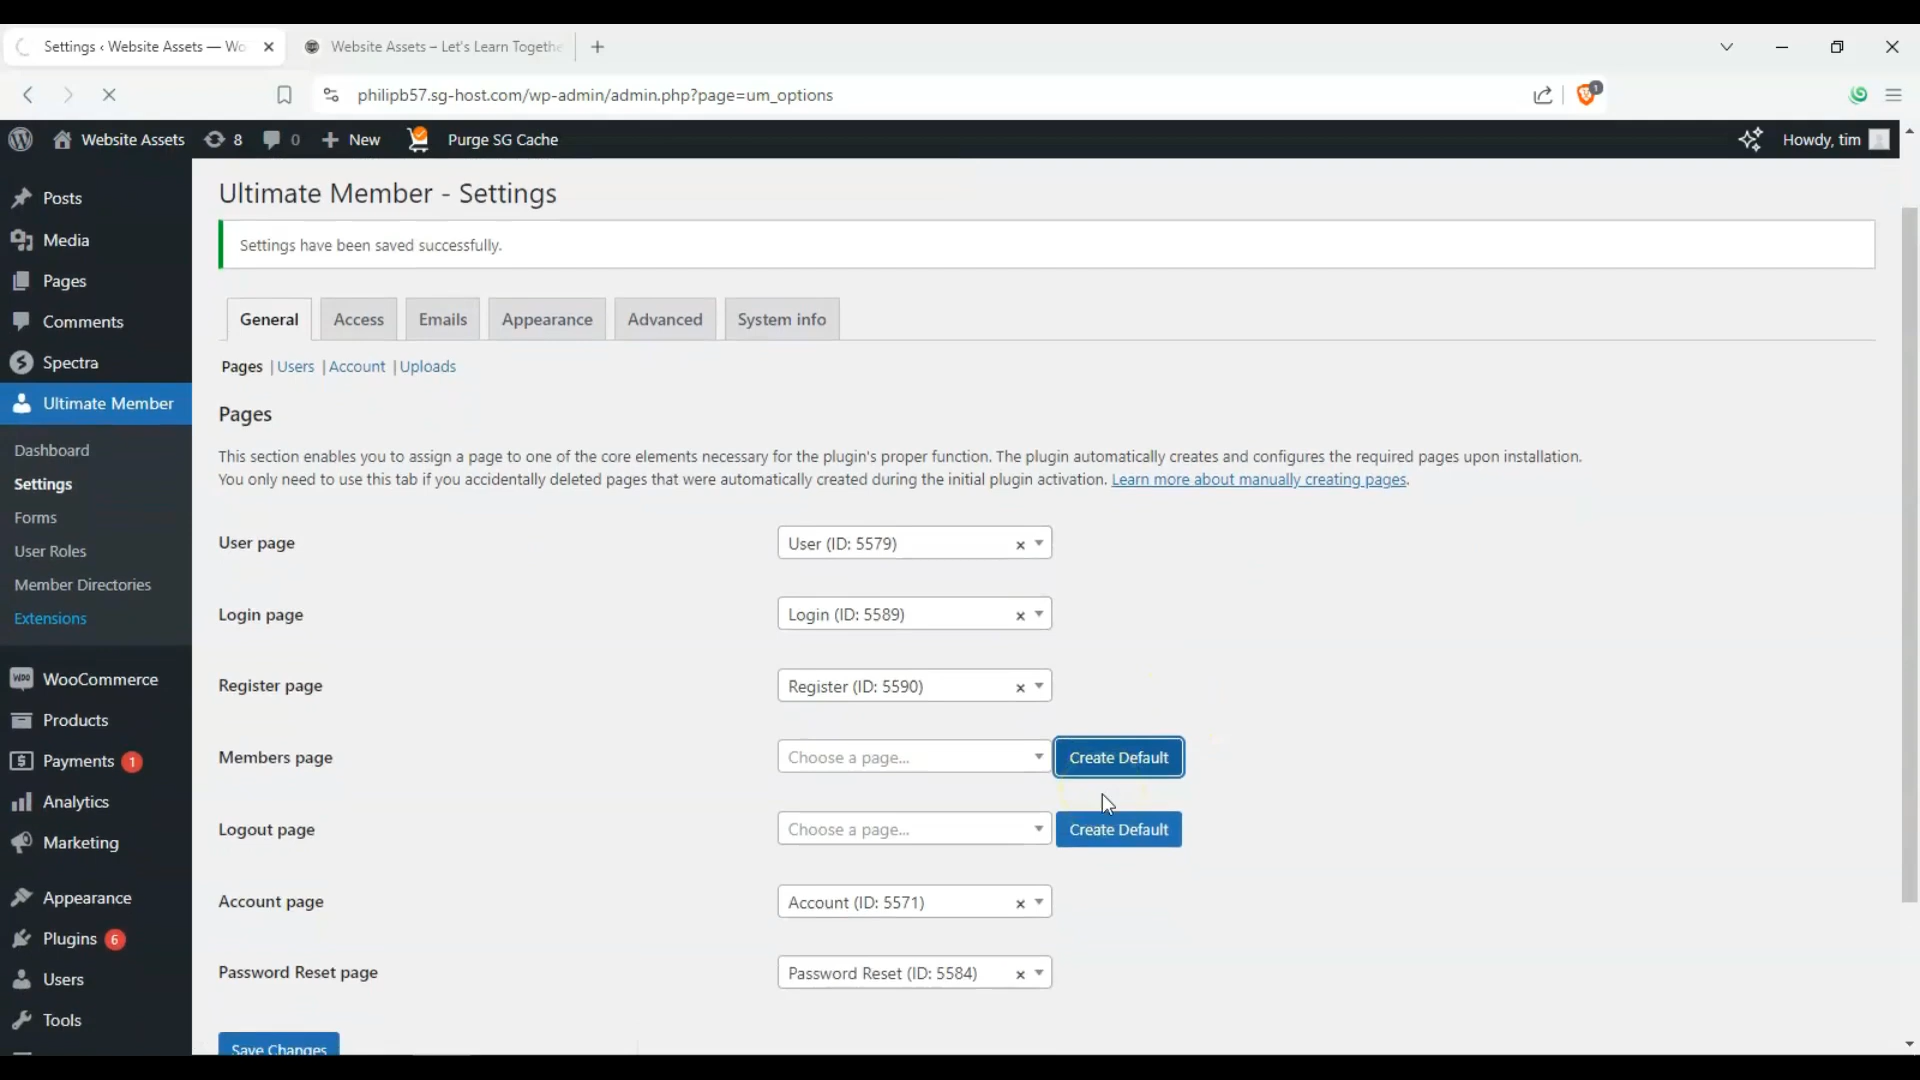 Settings ‹ Website Assets — Wo
Website Assets – Let's Learn Togethe
philipb57.sg-host.com/wp-admin/admin.php?page=um_options
1
Website Assets 8 0 New Purge SG Cache Howdy, tim
Posts
Media
Pages
Comments
Spectra
Ultimate Member
Dashboard
Settings
Forms
User Roles
Member Directories
Extensions
WooCommerce
Products
Payments 1
Analytics
Marketing
Appearance
Plugins 6
Users
Tools
Ultimate Member - Settings
Settings have been saved successfully.
General Access Emails Appearance Advanced System info
Pages | Users | Account | Uploads
Pages
This section enables you to assign a page to one of the core elements necessary for the plugin's proper function. The plugin automatically creates and configures the required pages upon installation.
You only need to use this tab if you accidentally deleted pages that were automatically created during the initial plugin activation. Learn more about manually creating pages.
User page User (ID: 5579) ×
Login page Login (ID: 5589) ×
Register page Register (ID: 5590) ×
Members page Choose a page... Create Default
Logout page Choose a page... Create Default
Account page Account (ID: 5571) ×
Password Reset page Password Reset (ID: 5584) ×
Save Changes